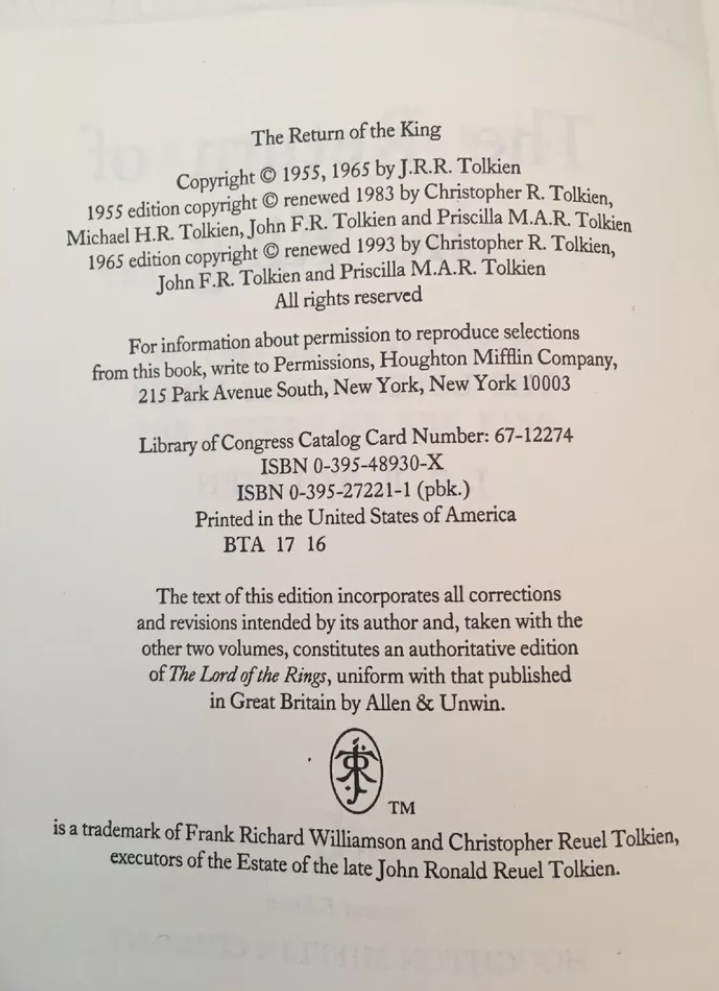 The Return of the King
Copyright © 1955, 1965 by J.R.R. Tolkien
1955 edition copyright © renewed 1983 by Christopher R. Tolkien,
Michael H.R. Tolkien, John F.R. Tolkien and Priscilla M.A.R. Tolkien
1965 edition copyright © renewed 1993 by Christopher R. Tolkien,
John F.R. Tolkien and Priscilla M.A.R. Tolkien
All rights reserved
For information about permission to reproduce selections
from this book, write to Permissions, Houghton Mifflin Company,
215 Park Avenue South, New York, New York 10003
Library of Congress Catalog Card Number: 67-12274
ISBN 0-395-48930-X
ISBN 0-395-27221-1 (pbk.)
Printed in the United States of America
BTA 17 16
The text of this edition incorporates all corrections
and revisions intended by its author and, taken with the
other two volumes, constitutes an authoritative edition
of The Lord of the Rings, uniform with that published
in Great Britain by Allen & Unwin.
TM
is a trademark of Frank Richard Williamson and Christopher Reuel Tolkien,
executors of the Estate of the late John Ronald Reuel Tolkien.